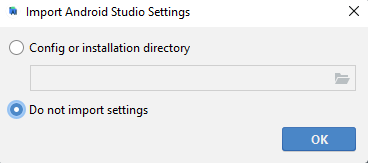 Import Android Studio Settings
Config or installation directory
Do not import settings
OK